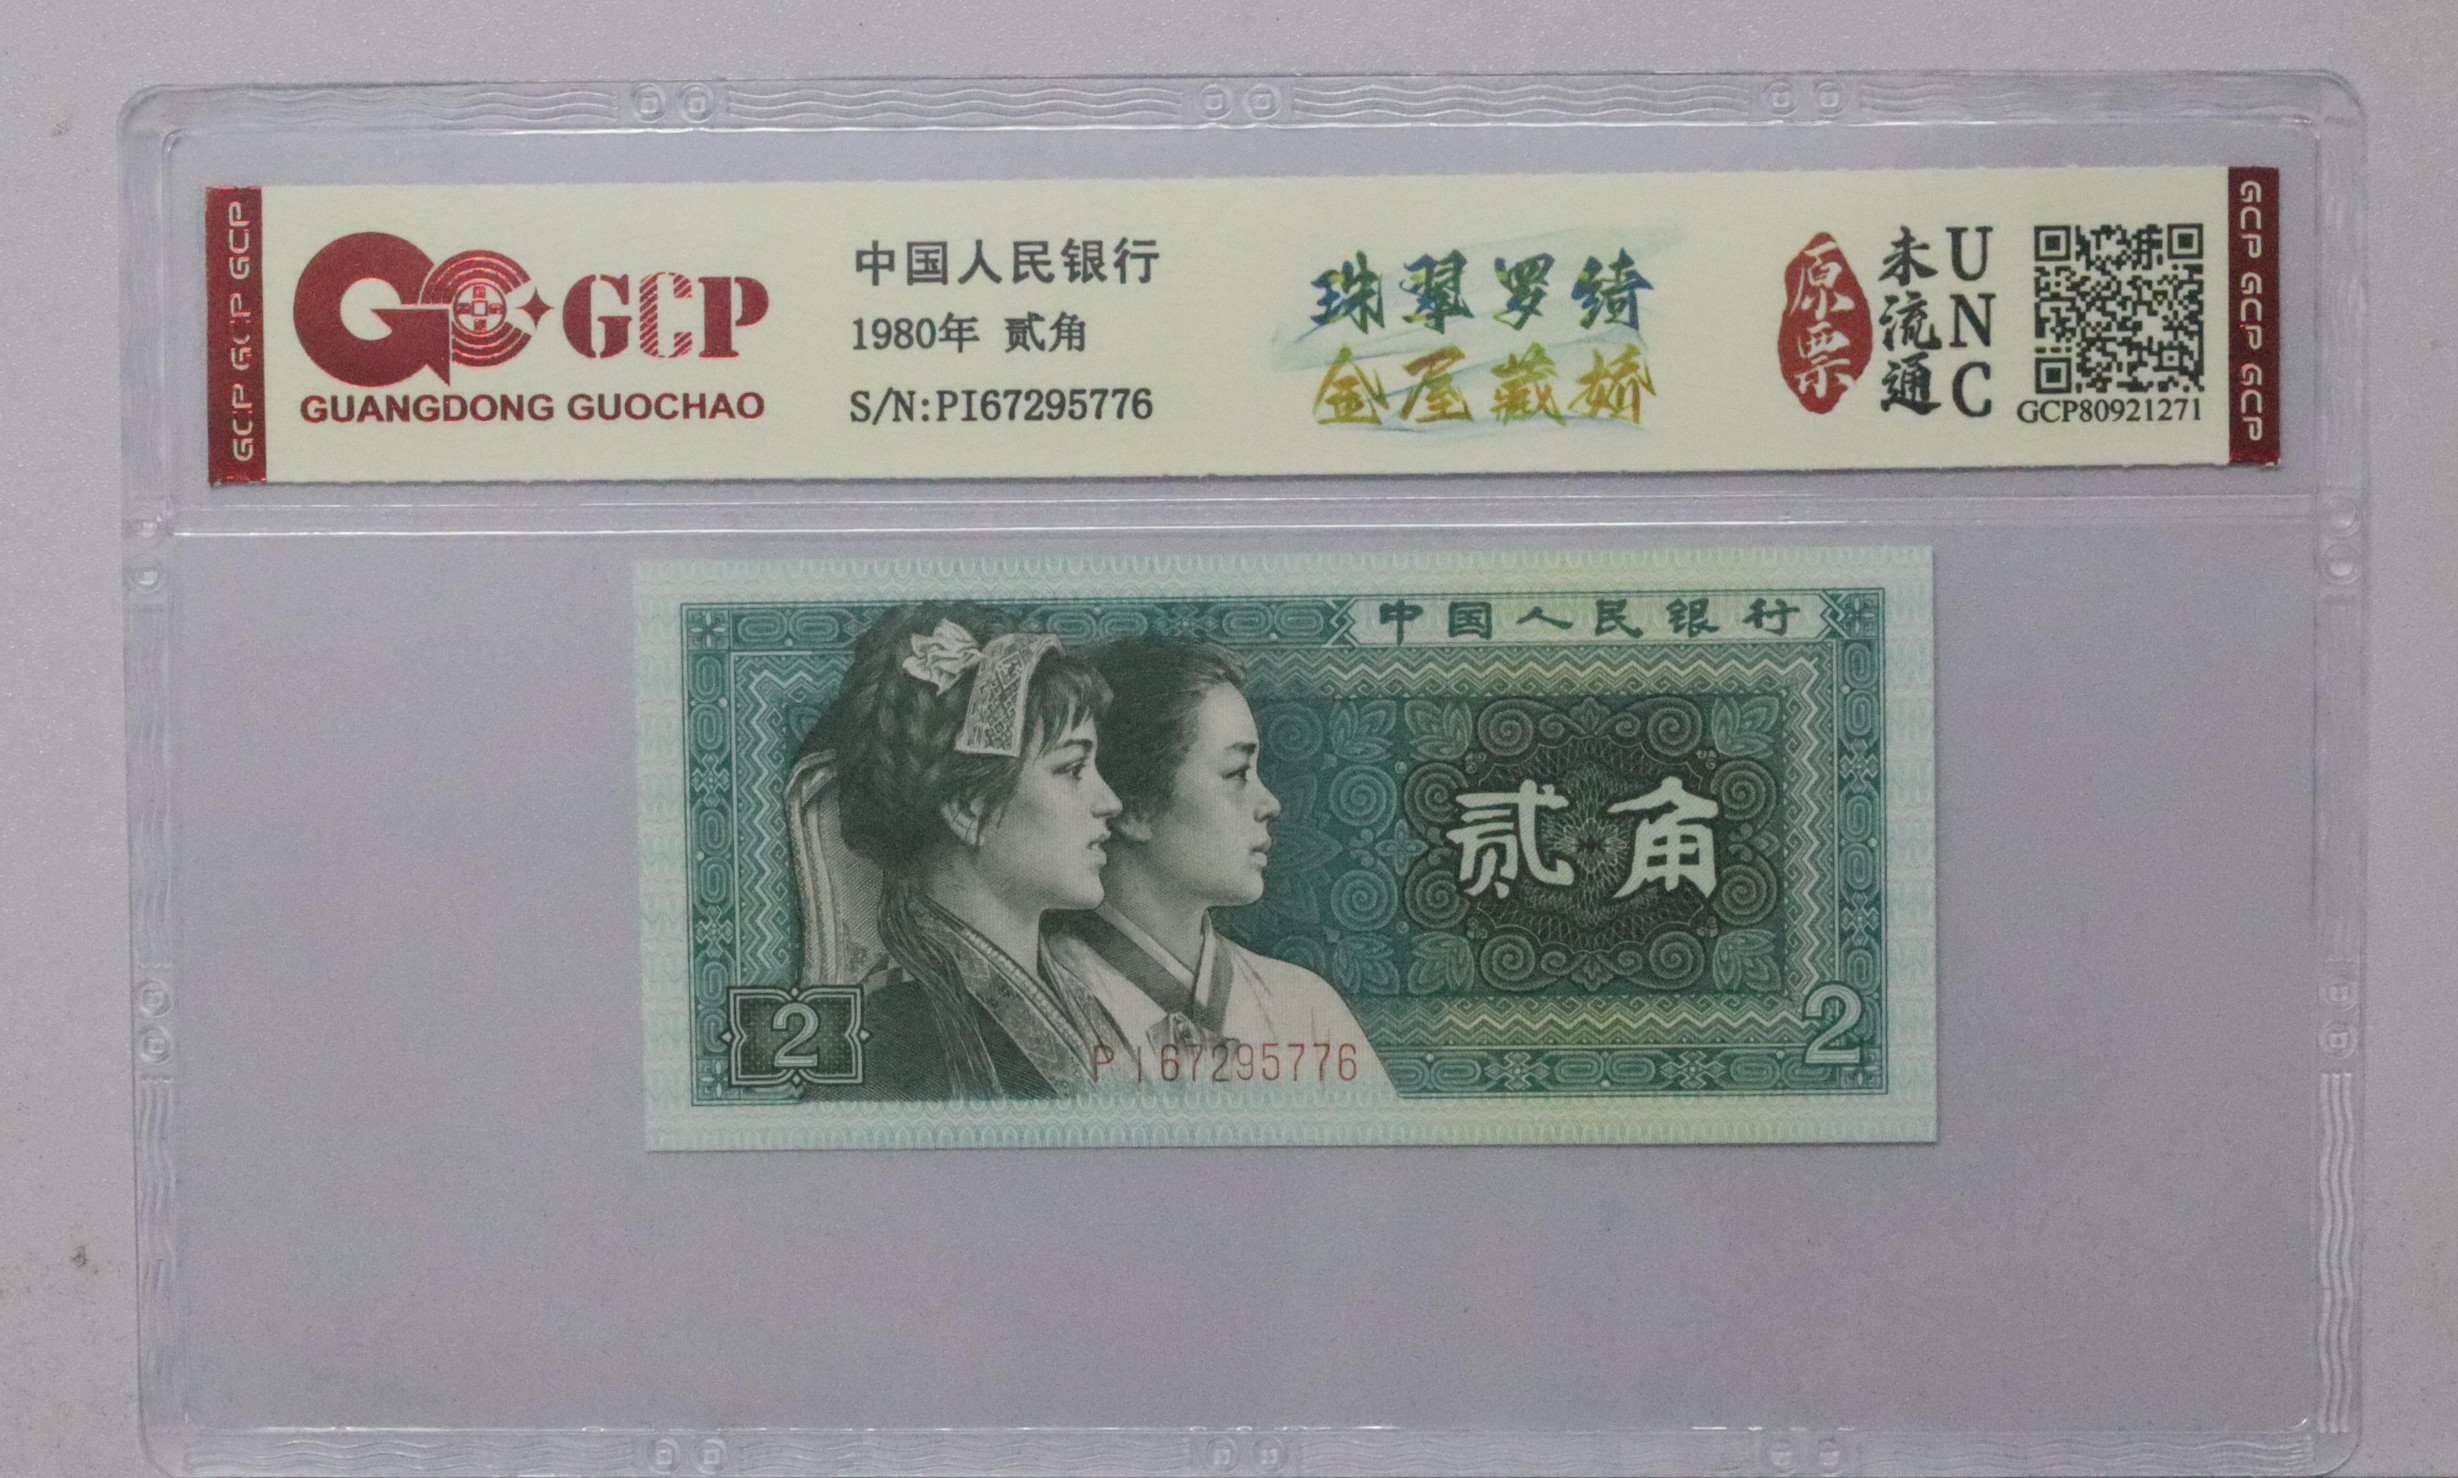 GCP GCP GCP
GCP
GUANGDONG GUOCHAO
中国人民银行
1980年 贰角
S/N:PI67295776
珠翠罗绮
金屋藏娇
原票
未流通
UNC
GCP80921271
GCP GCP GCP
中国人民银行
贰角
2
2
PI67295776